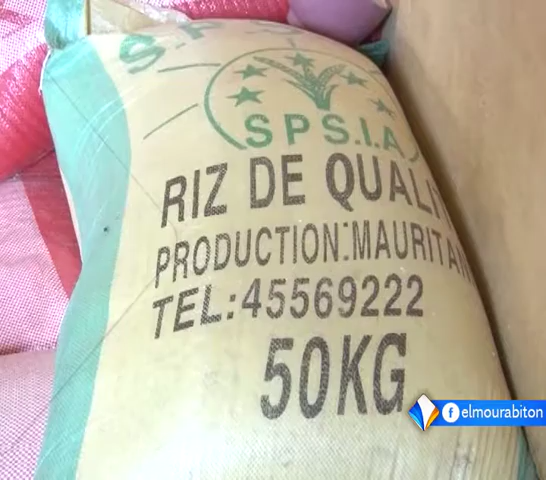 SPS.I.A
RIZ DE QUALI
PRODUCTION:MAURITAN
TEL:45569222
50KG
elmourabiton